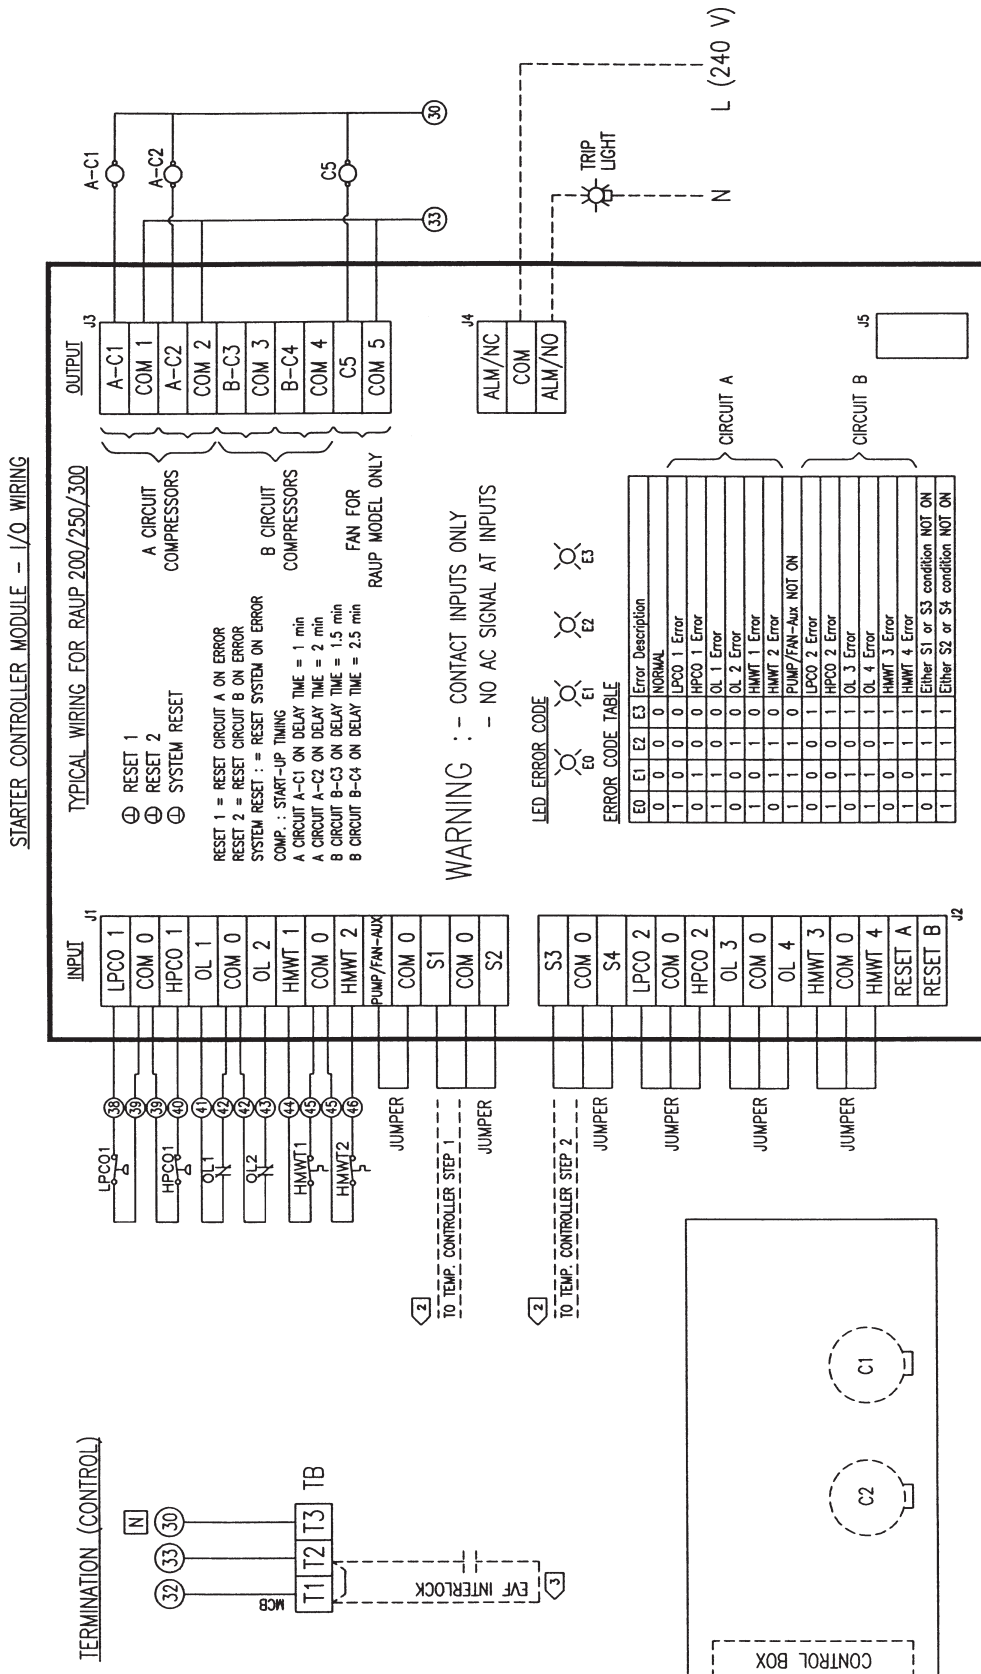 STARTER CONTROLLER MODULE - I/O WIRING
TYPICAL WIRING FOR RAUP 200/250/300
INPUT
J1
LPCO 1
COM 0
HPCO 1
OL 1
COM 0
OL 2
HMWT 1
COM 0
HMWT 2
PUMP/FAN-AUX
COM 0
S1
COM 0
S2
S3
COM 0
S4
LPCO 2
COM 0
HPCO 2
OL 3
COM 0
OL 4
HMWT 3
COM 0
HMWT 4
RESET A
RESET B
J2
LPCO1
38
39
39
HPCO1
40
OL1
41
42
42
OL2
43
HMWT1
44
45
45
HMWT2
46
JUMPER
2
TO TEMP. CONTROLLER STEP 1
JUMPER
2
TO TEMP. CONTROLLER STEP 2
JUMPER
JUMPER
JUMPER
JUMPER
RESET 1
RESET 2
SYSTEM RESET
RESET 1 = RESET CIRCUIT A ON ERROR
RESET 2 = RESET CIRCUIT B ON ERROR
SYSTEM RESET : = RESET SYSTEM ON ERROR
COMP. : START-UP TIMING
A CIRCUIT A-C1 ON DELAY TIME = 1 min
A CIRCUIT A-C2 ON DELAY TIME = 2 min
B CIRCUIT B-C3 ON DELAY TIME = 1.5 min
B CIRCUIT B-C4 ON DELAY TIME = 2.5 min
WARNING : - CONTACT INPUTS ONLY
- NO AC SIGNAL AT INPUTS
LED ERROR CODE
E0 E1 E2 E3
ERROR CODE TABLE
E0 E1 E2 E3 Error Description
0 0 0 0 NORMAL
1 0 0 0 LPCO 1 Error
0 1 0 0 HPCO 1 Error
1 1 0 0 OL 1 Error
0 0 1 0 OL 2 Error
1 0 1 0 HMWT 1 Error
0 1 1 0 HMWT 2 Error
1 1 1 0 PUMP/FAN-Aux NOT ON
0 0 0 1 LPCO 2 Error
1 0 0 1 HPCO 2 Error
0 1 0 1 OL 3 Error
1 1 0 1 OL 4 Error
0 0 1 1 HMWT 3 Error
1 0 1 1 HMWT 4 Error
0 1 1 1 Either S1 or S3 condition NOT ON
1 1 1 1 Either S2 or S4 condition NOT ON
CIRCUIT A
CIRCUIT B
OUTPUT
J3
A-C1
COM 1
A-C2
COM 2
B-C3
COM 3
B-C4
COM 4
C5
COM 5
A CIRCUIT
COMPRESSORS
B CIRCUIT
COMPRESSORS
FAN FOR
RAUP MODEL ONLY
A-C1
A-C2
C5
30
33
J4
ALM/NC
COM
ALM/NO
TRIP
LIGHT
N
L (240 V)
J5
TERMINATION (CONTROL)
N
32
33
30
MCB
T1 T2 T3 TB
EVF INTERLOCK
3
CONTROL BOX
C2
C1